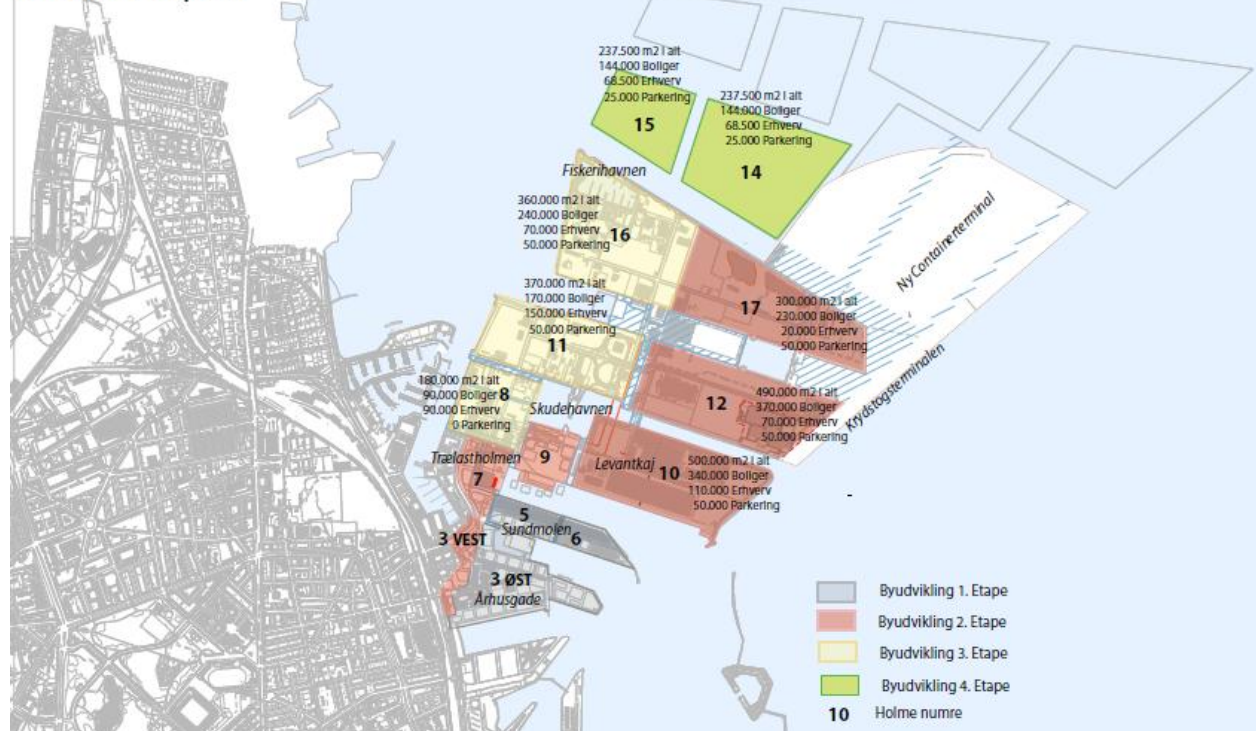 237.500 m2 i alt
144.000 Boliger
68.500 Erhverv
25.000 Parkering
15
237.500 m2 i alt
144.000 Boliger
68.500 Erhverv
25.000 Parkering
14
Fiskerihavnen
360.000 m2 i alt
240.000 Boliger
70.000 Erhverv
50.000 Parkering
16
Ny Containerterminal
370.000 m2 i alt
170.000 Boliger
150.000 Erhverv
50.000 Parkering
11
17
300.000 m2 i alt
230.000 Boliger
20.000 Erhverv
50.000 Parkering
Krydstogsterminalen
180.000 m2 i alt
90.000 Boliger
90.000 Erhverv
0 Parkering
8
Skudehavnen
12
490.000 m2 i alt
370.000 Boliger
70.000 Erhverv
50.000 Parkering
Trælastholmen
7
9
Levantkaj
10
500.000 m2 i alt
340.000 Boliger
110.000 Erhverv
50.000 Parkering
5
Sundmolen
6
3 VEST
3 ØST
Århusgade
Byudvikling 1. Etape
Byudvikling 2. Etape
Byudvikling 3. Etape
Byudvikling 4. Etape
10 Holme numre